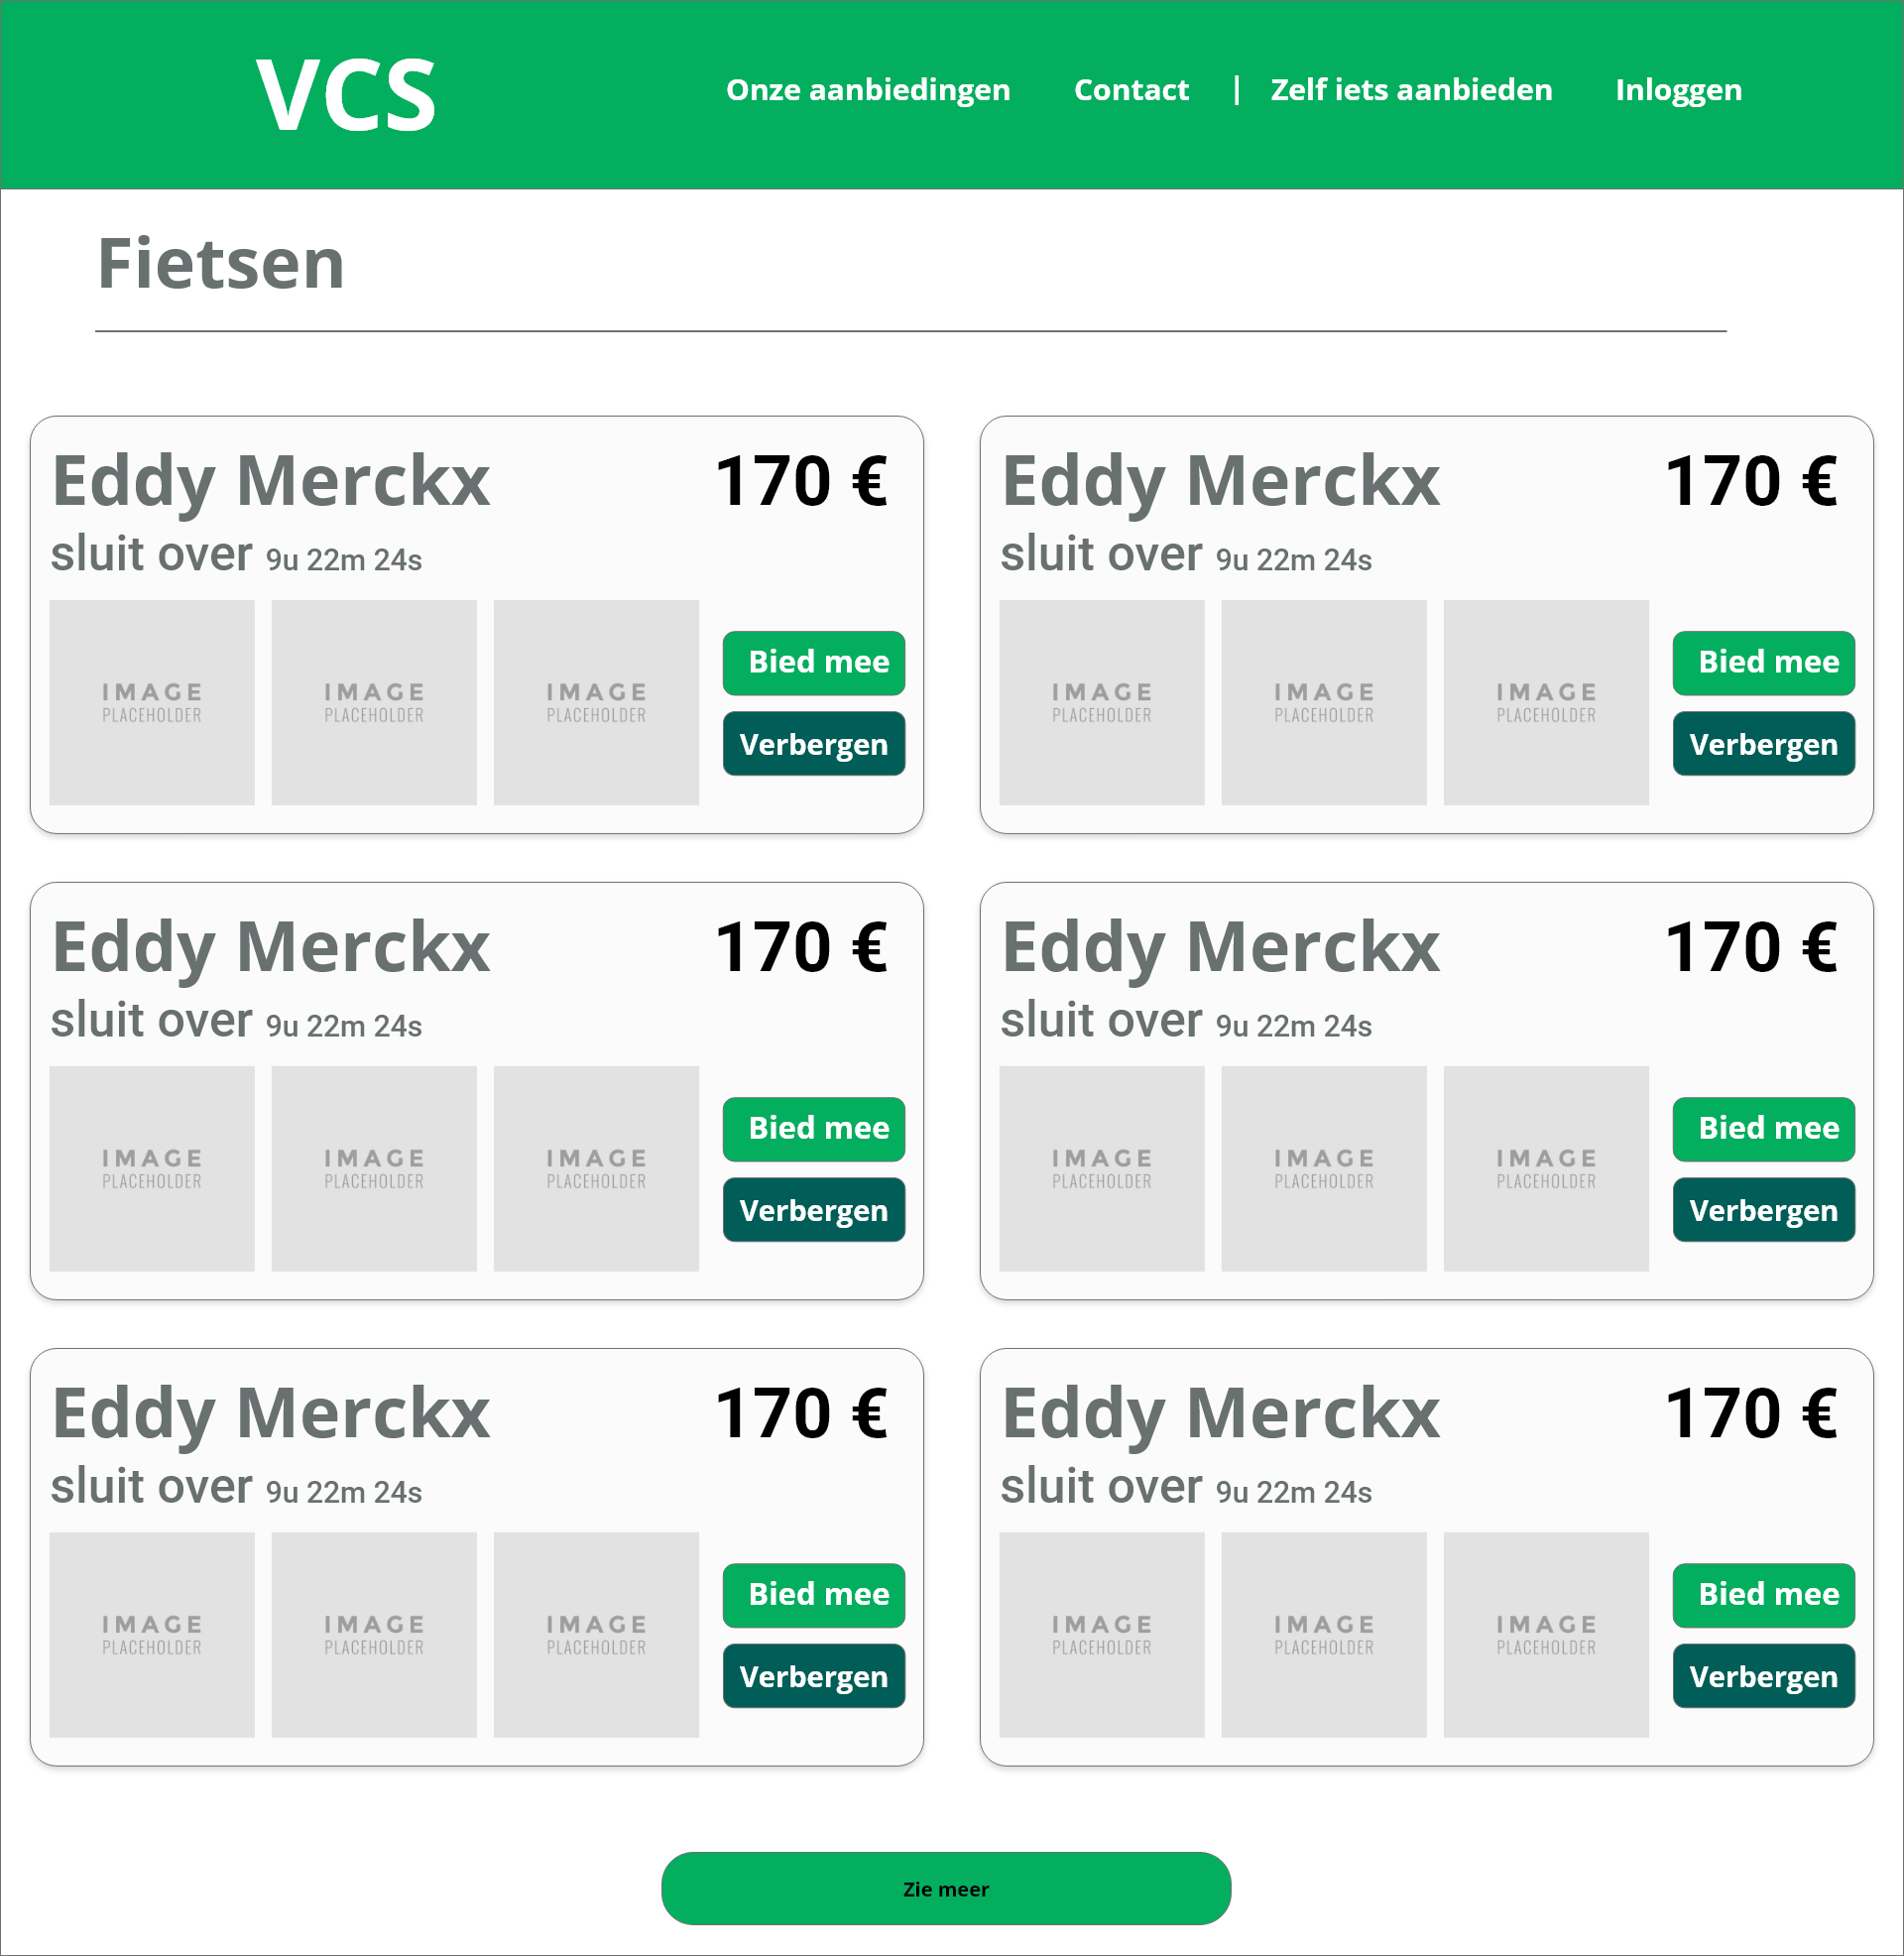 VCS
Onze aanbiedingen Contact | Zelf iets aanbieden Inloggen
Fietsen
Eddy Merckx 170 €
sluit over 9u 22m 24s
IMAGE PLACEHOLDER
IMAGE PLACEHOLDER
IMAGE PLACEHOLDER
Bied mee
Verbergen
Eddy Merckx 170 €
sluit over 9u 22m 24s
IMAGE PLACEHOLDER
IMAGE PLACEHOLDER
IMAGE PLACEHOLDER
Bied mee
Verbergen
Eddy Merckx 170 €
sluit over 9u 22m 24s
IMAGE PLACEHOLDER
IMAGE PLACEHOLDER
IMAGE PLACEHOLDER
Bied mee
Verbergen
Eddy Merckx 170 €
sluit over 9u 22m 24s
IMAGE PLACEHOLDER
IMAGE PLACEHOLDER
IMAGE PLACEHOLDER
Bied mee
Verbergen
Eddy Merckx 170 €
sluit over 9u 22m 24s
IMAGE PLACEHOLDER
IMAGE PLACEHOLDER
IMAGE PLACEHOLDER
Bied mee
Verbergen
Eddy Merckx 170 €
sluit over 9u 22m 24s
IMAGE PLACEHOLDER
IMAGE PLACEHOLDER
IMAGE PLACEHOLDER
Bied mee
Verbergen
Zie meer